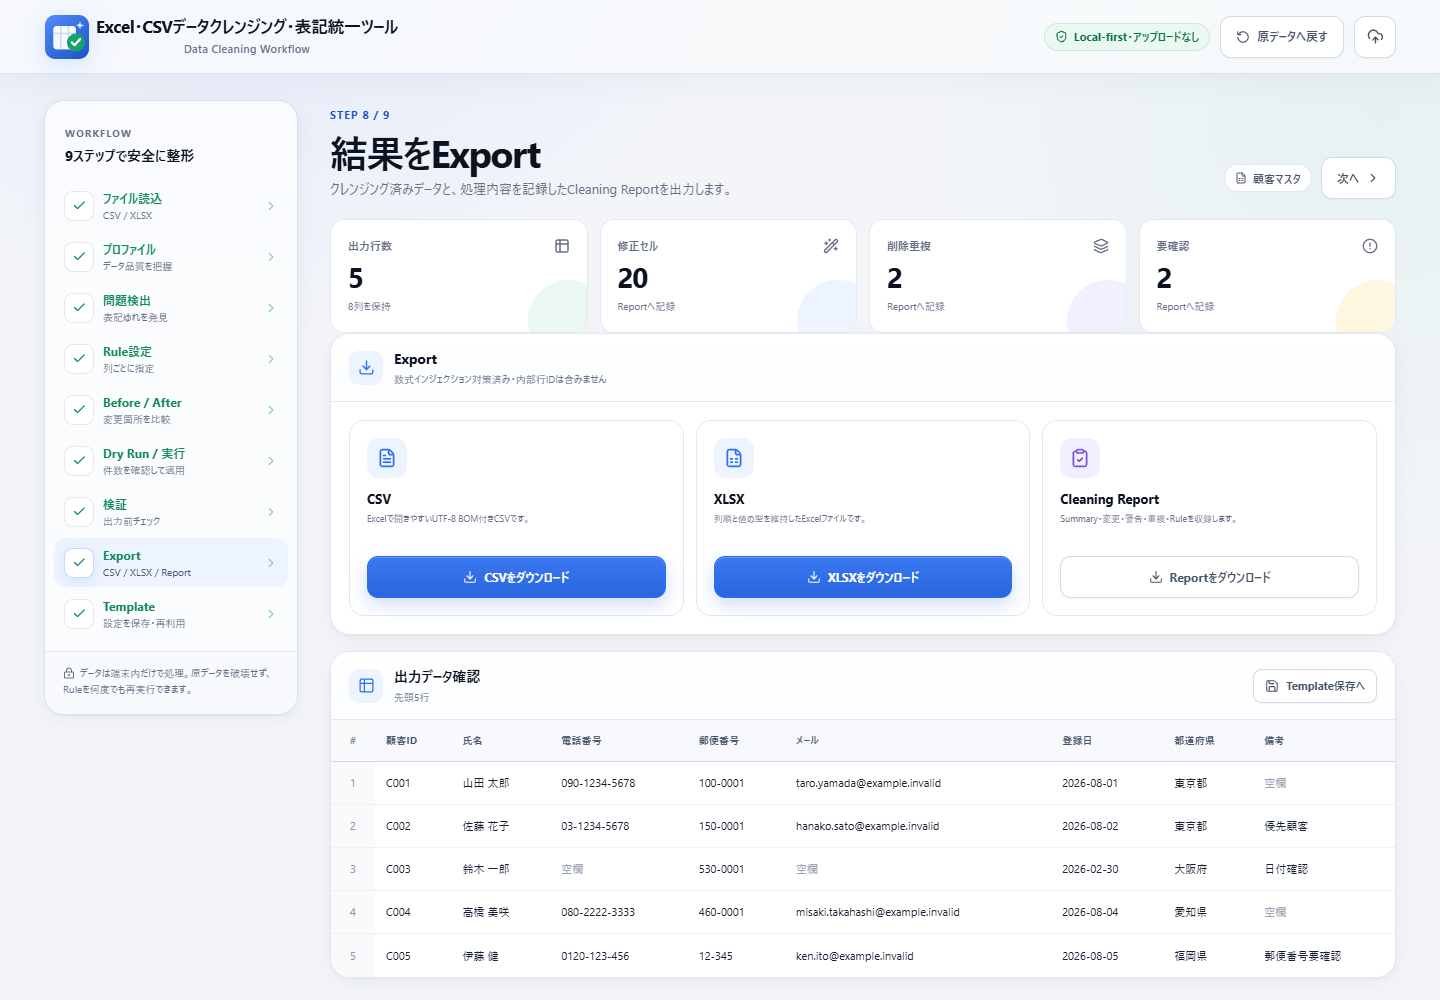 Excel・CSVデータクレンジング・表記統一ツール
Data Cleaning Workflow
Local-first・アップロードなし
原データへ戻す
WORKFLOW
9ステップで安全に整形
ファイル読込
CSV / XLSX
プロファイル
データ品質を把握
問題検出
表記ゆれを発見
Rule設定
列ごとに指定
Before / After
変更箇所を比較
Dry Run / 実行
件数を確認して適用
検証
出力前チェック
Export
CSV / XLSX / Report
Template
設定を保存・再利用
データは端末内だけで処理。原データを破壊せず、
Ruleを何度でも再実行できます。
STEP 8 / 9
結果をExport
クレンジング済みデータと、処理内容を記録したCleaning Reportを出力します。
顧客マスタ
次へ
出力行数
5
8列を保持
修正セル
20
Reportへ記録
削除重複
2
Reportへ記録
要確認
2
Reportへ記録
Export
数式インジェクション対策済み・内部行IDは含みません
CSV
Excelで開きやすいUTF-8 BOM付きCSVです。
CSVをダウンロード
XLSX
列順と値の型を維持したExcelファイルです。
XLSXをダウンロード
Cleaning Report
Summary・変更・警告・重複・Ruleを収録します。
Reportをダウンロード
出力データ確認
先頭5行
Template保存へ
# 顧客ID 氏名 電話番号 郵便番号 メール 登録日 都道府県 備考
1 C001 山田 太郎 090-1234-5678 100-0001 taro.yamada@example.invalid 2026-08-01 東京都 空欄
2 C002 佐藤 花子 03-1234-5678 150-0001 hanako.sato@example.invalid 2026-08-02 東京都 優先顧客
3 C003 鈴木 一郎 空欄 530-0001 空欄 2026-02-30 大阪府 日付確認
4 C004 高橋 美咲 080-2222-3333 460-0001 misaki.takahashi@example.invalid 2026-08-04 愛知県 空欄
5 C005 伊藤 健 0120-123-456 12-345 ken.ito@example.invalid 2026-08-05 福岡県 郵便番号要確認